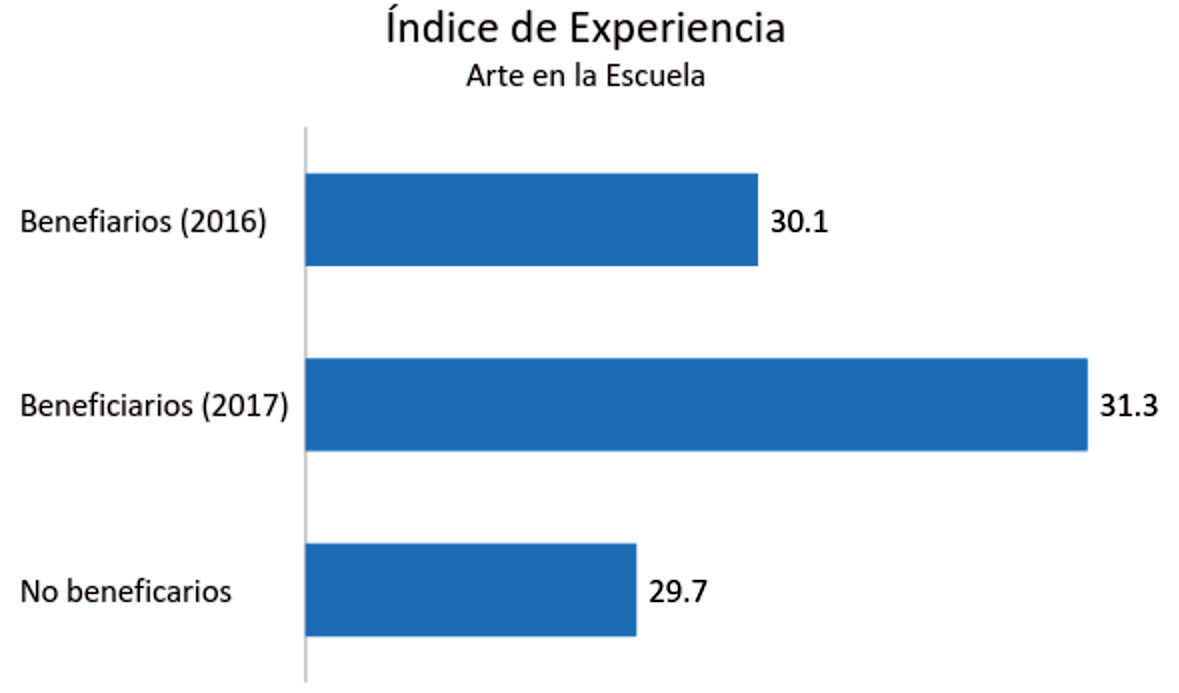 Índice de Experiencia
Arte en la Escuela
Benefiarios (2016) 30.1
Beneficiarios (2017) 31.3
No beneficarios 29.7